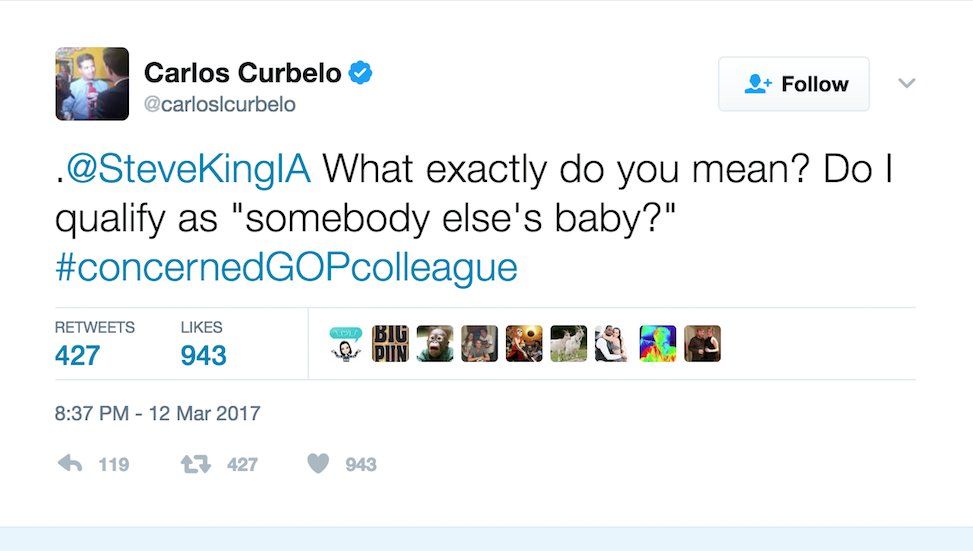 Carlos Curbelo
@carloslcurbelo
Follow
.@SteveKingIA What exactly do you mean? Do I
qualify as "somebody else's baby?"
#concernedGOPcolleague
RETWEETS LIKES
427 943
BIG
PUN
8:37 PM - 12 Mar 2017
119 427 943